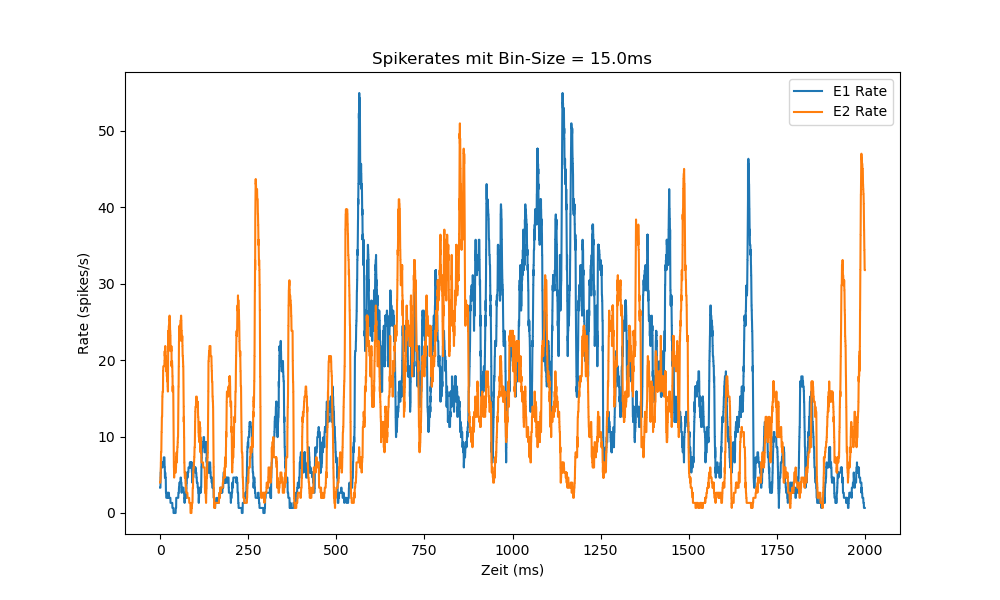 Spikerates mit Bin-Size = 15.0ms
E1 Rate
E2 Rate
Rate (spikes/s)
50
40
30
20
10
0
0 250 500 750 1000 1250 1500 1750 2000
Zeit (ms)